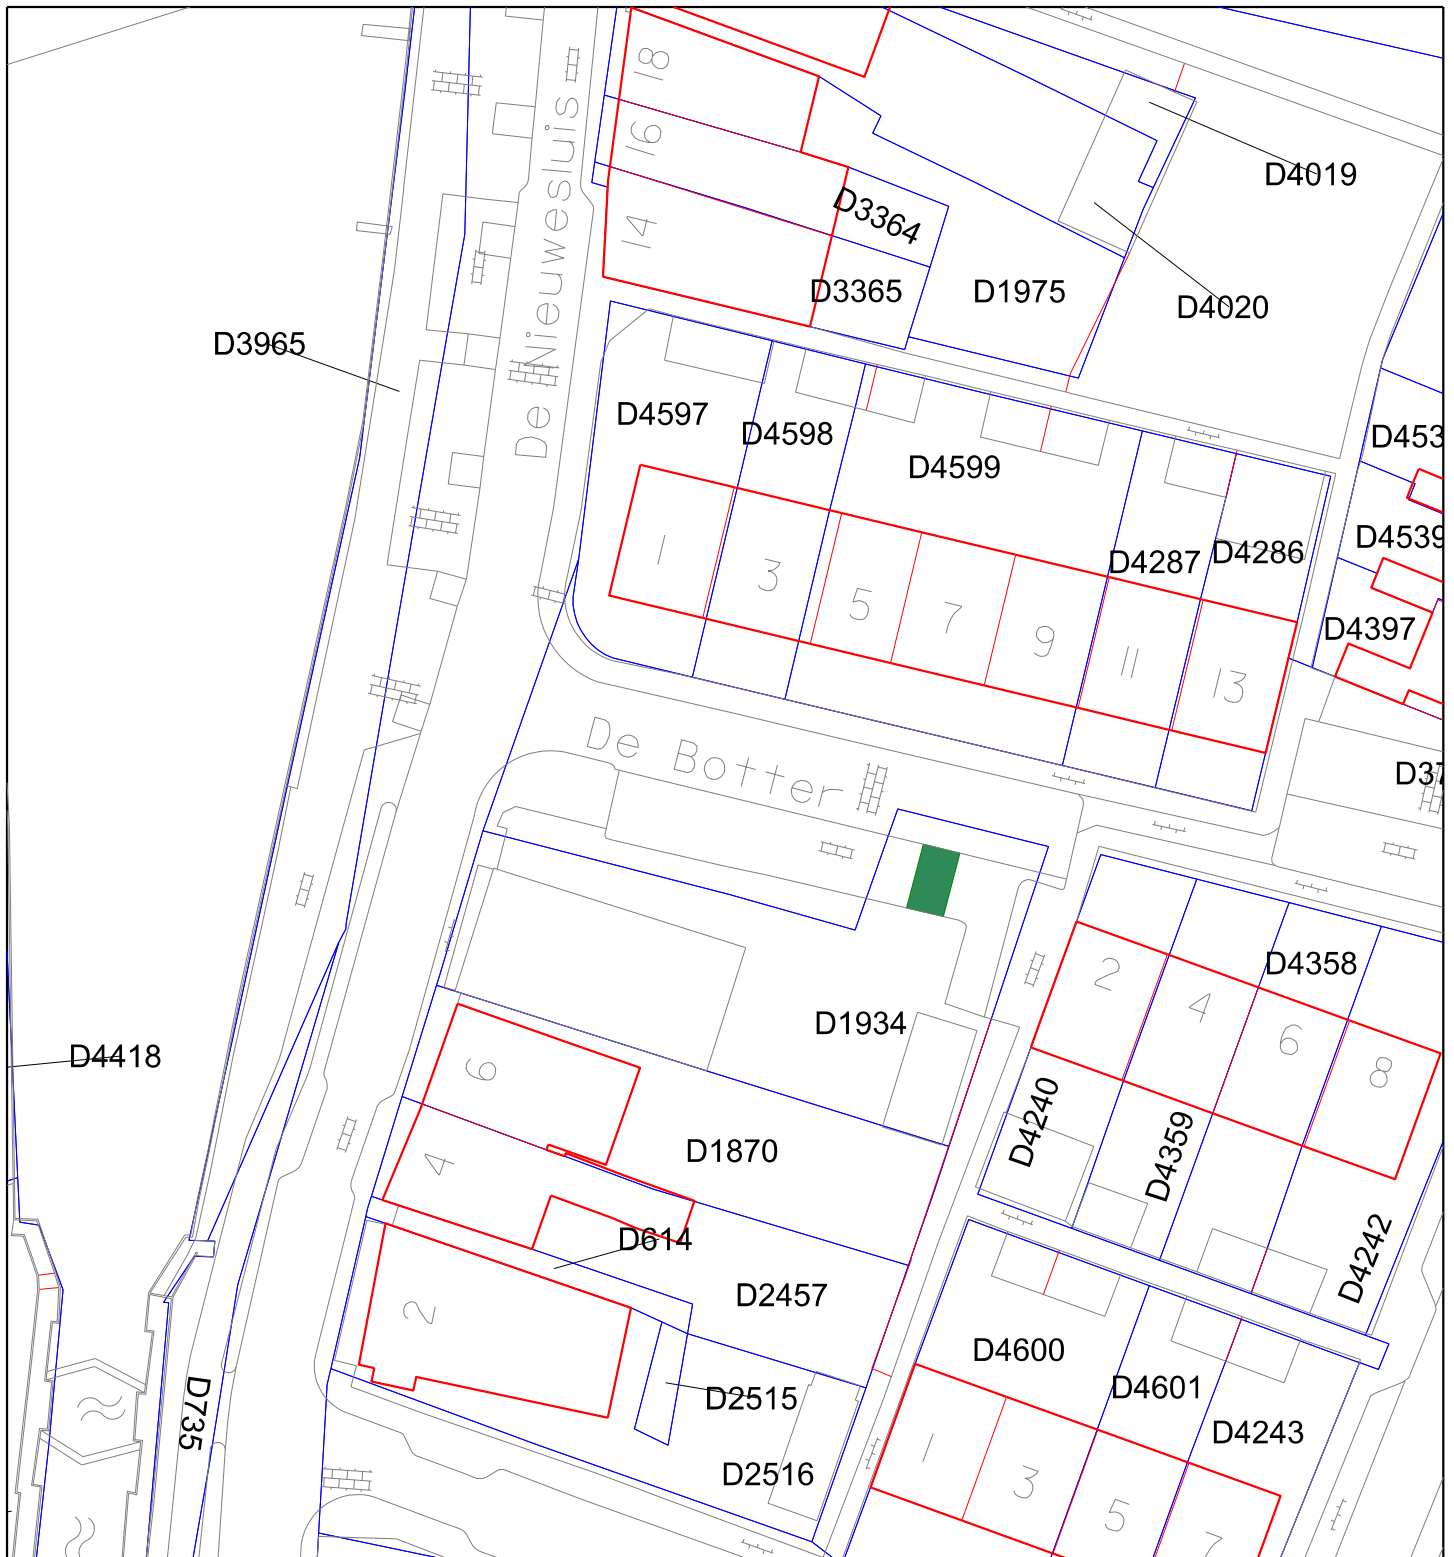 18
16
14
De Nieuwesluis
D4019
D3364
D3365
D1975
D4020
D3965
D4597
D4598
D4599
D4287
D4286
D453
D4539
D4397
1
3
5
7
9
11
13
De Botter
D37
D4358
2
4
6
8
D1934
D4418
D4240
D4359
D4242
6
D1870
4
D614
D2457
2
D735
D2515
D2516
D4600
D4601
D4243
1
3
5
7